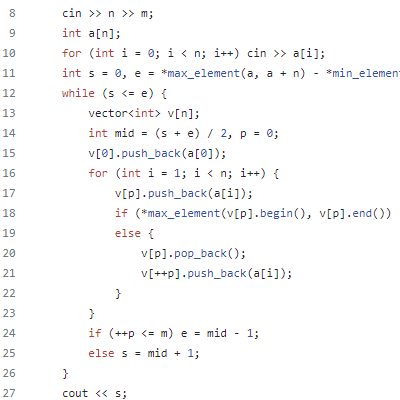 8 cin >> n >> m;
9 int a[n];
10 for (int i = 0; i < n; i++) cin >> a[i];
11 int s = 0, e = *max_element(a, a + n) - *min_element
12 while (s <= e) {
13 vector<int> v[n];
14 int mid = (s + e) / 2, p = 0;
15 v[0].push_back(a[0]);
16 for (int i = 1; i < n; i++) {
17 v[p].push_back(a[i]);
18 if (*max_element(v[p].begin(), v[p].end())
19 else {
20 v[p].pop_back();
21 v[++p].push_back(a[i]);
22 }
23 }
24 if (++p <= m) e = mid - 1;
25 else s = mid + 1;
26 }
27 cout << s;